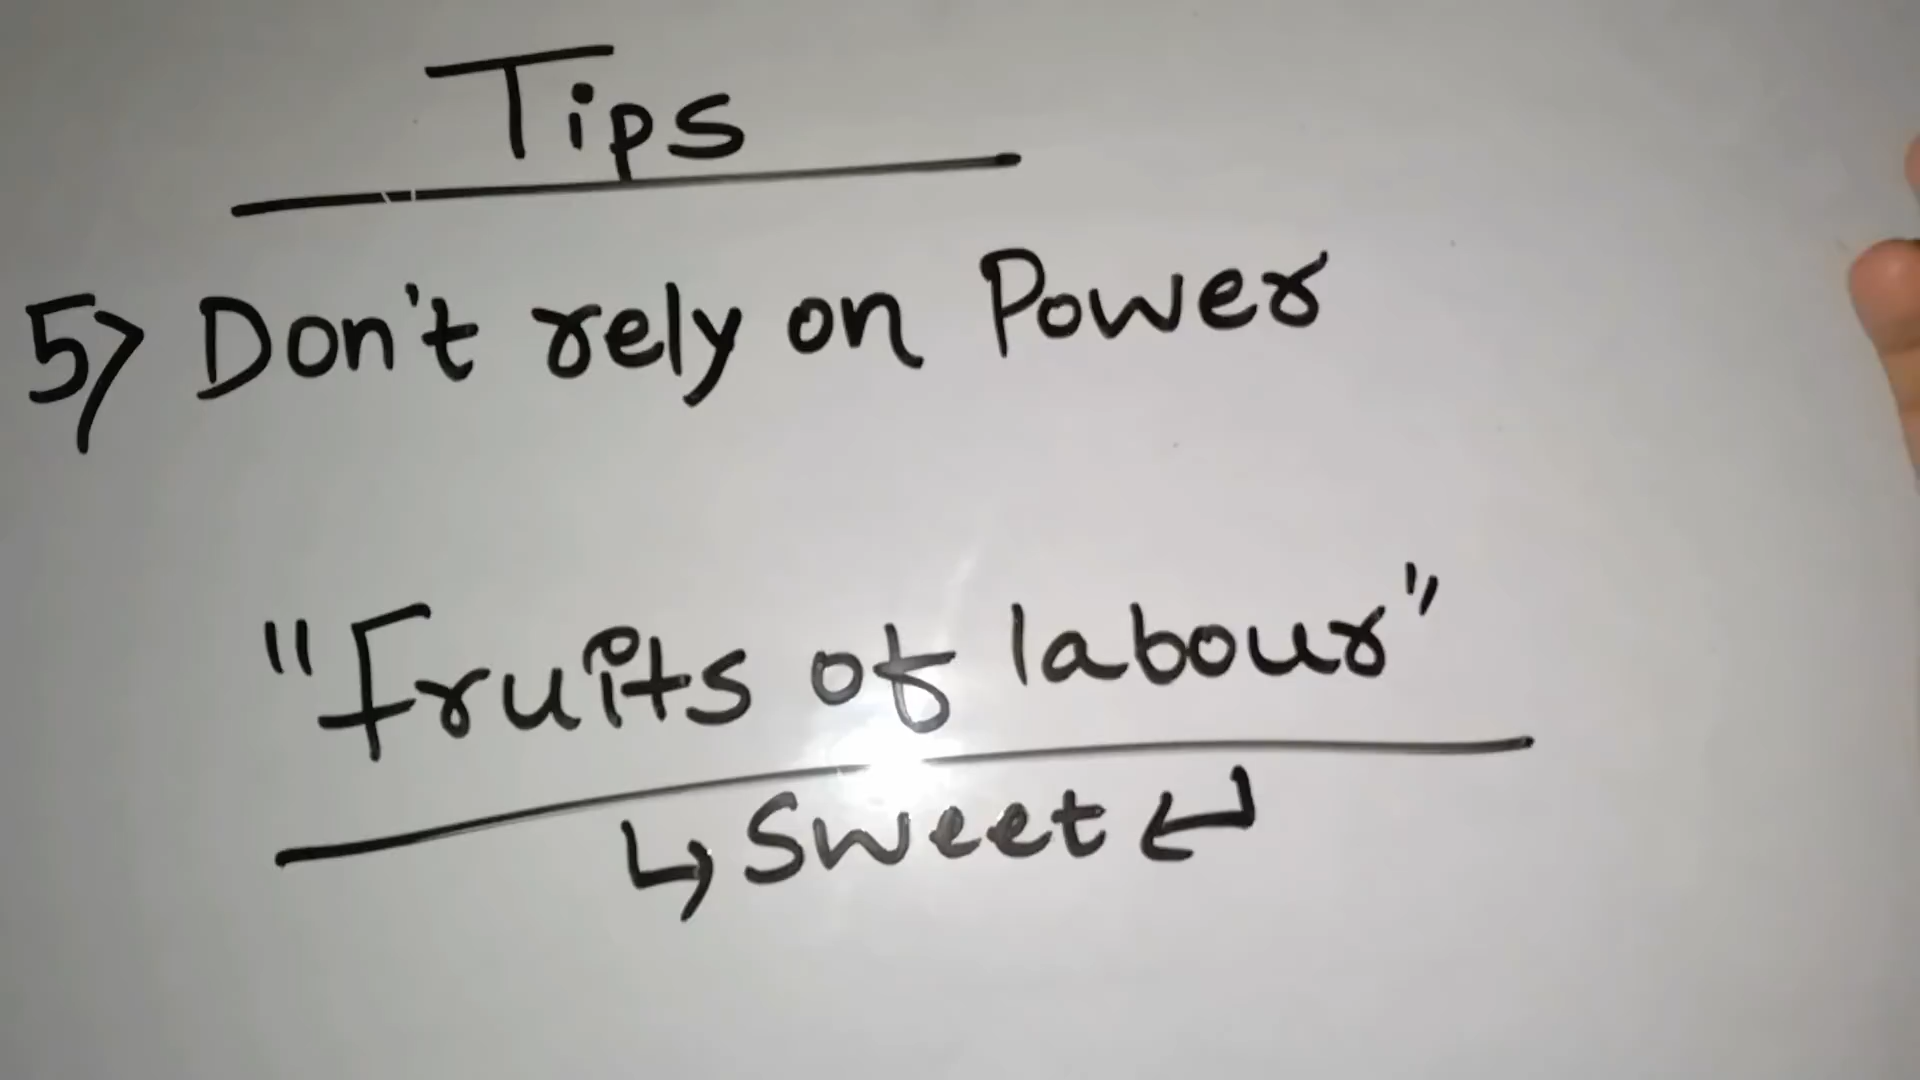 Tips
5) Don't rely on Power
"Fruits of labour"
↳ Sweet ↵